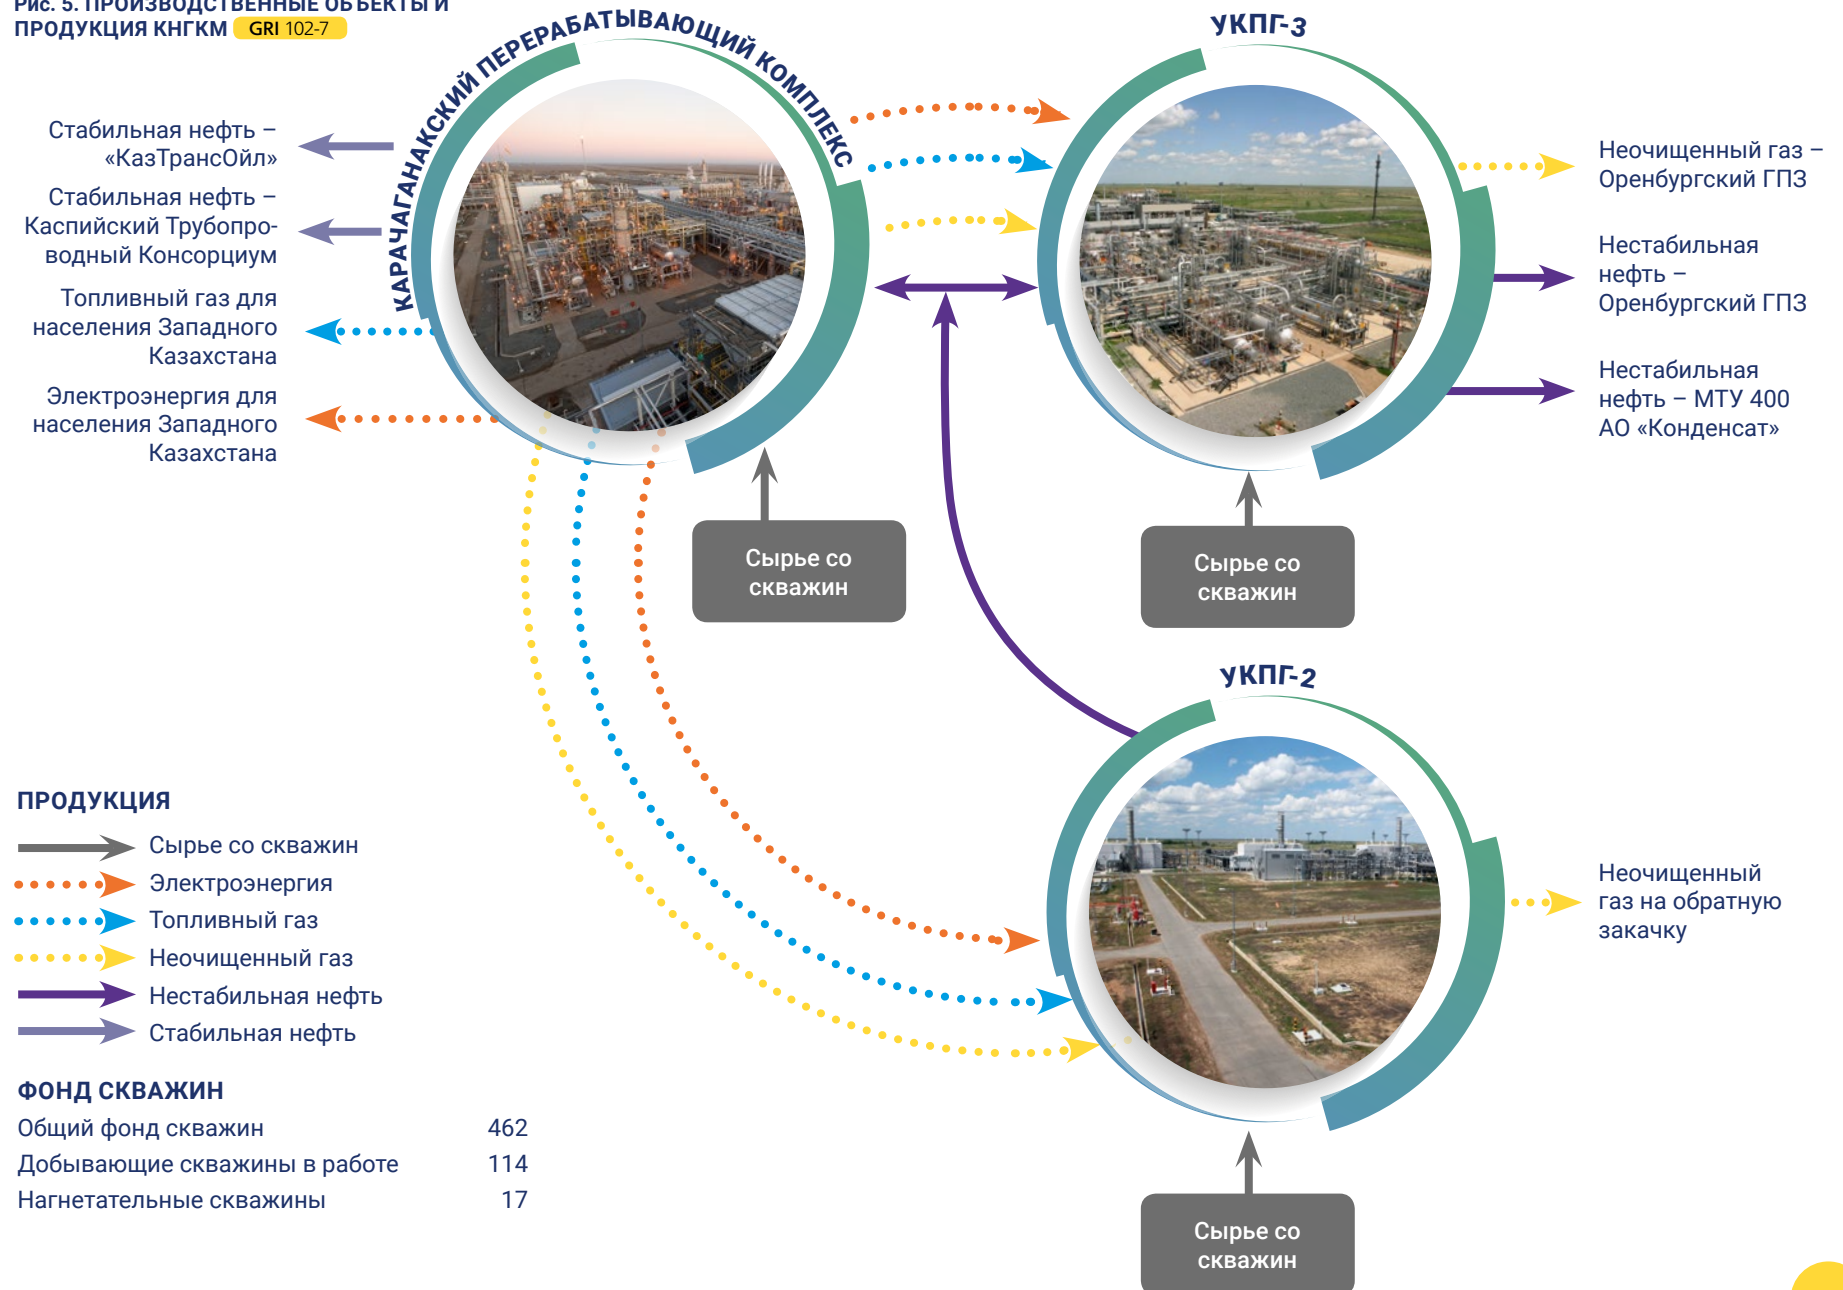 Рис. 5. ПРОИЗВОДСТВЕННЫЕ ОБЪЕКТЫ И
ПРОДУКЦИЯ КНГКМ GRI 102-7
КАРАЧАГАНАКСКИЙ ПЕРЕРАБАТЫВАЮЩИЙ КОМПЛЕКС
УКПГ-3
Стабильная нефть –
«КазТрансОйл»
Стабильная нефть –
Каспийский Трубопро-
водный Консорциум
Топливный газ для
населения Западного
Казахстана
Электроэнергия для
населения Западного
Казахстана
Неочищенный газ –
Оренбургский ГПЗ
Нестабильная
нефть –
Оренбургский ГПЗ
Нестабильная
нефть – МТУ 400
АО «Конденсат»
Сырье со
скважин
Сырье со
скважин
УКПГ-2
Неочищенный
газ на обратную
закачку
Сырье со
скважин
ПРОДУКЦИЯ
Сырье со скважин
Электроэнергия
Топливный газ
Неочищенный газ
Нестабильная нефть
Стабильная нефть
ФОНД СКВАЖИН
Общий фонд скважин 462
Добывающие скважины в работе 114
Нагнетательные скважины 17